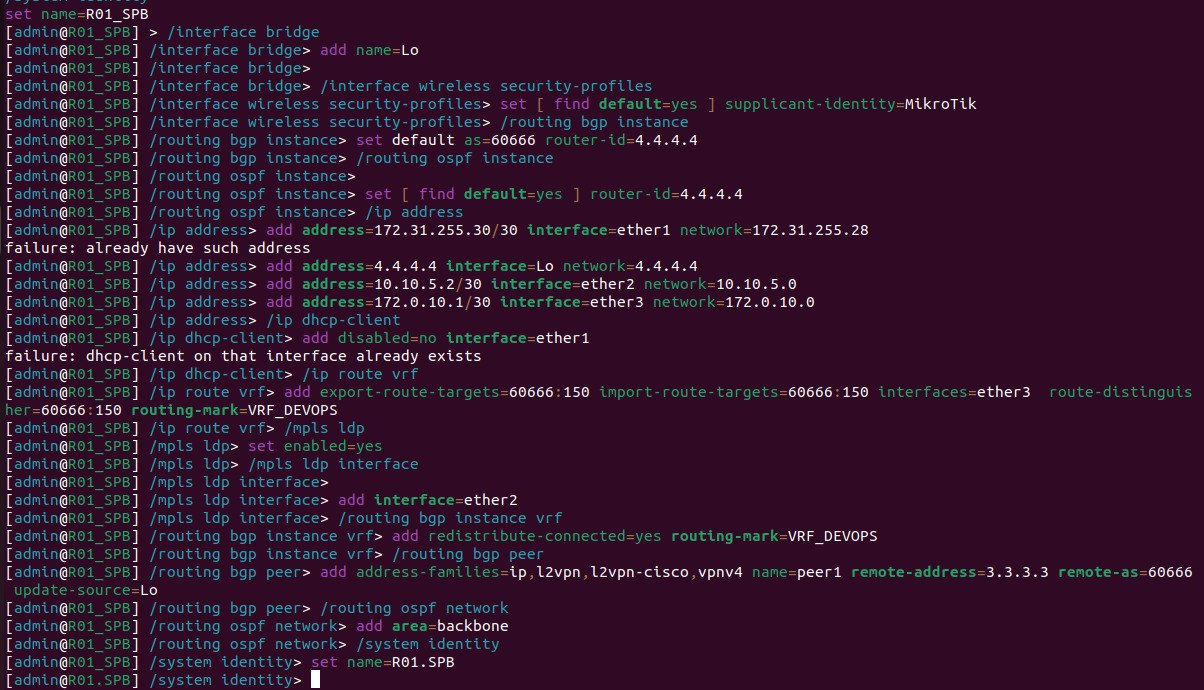 /system identity
set name=R01_SPB
[admin@R01_SPB] > /interface bridge
[admin@R01_SPB] /interface bridge> add name=Lo
[admin@R01_SPB] /interface bridge>
[admin@R01_SPB] /interface bridge> /interface wireless security-profiles
[admin@R01_SPB] /interface wireless security-profiles> set [ find default=yes ] supplicant-identity=MikroTik
[admin@R01_SPB] /interface wireless security-profiles> /routing bgp instance
[admin@R01_SPB] /routing bgp instance> set default as=60666 router-id=4.4.4.4
[admin@R01_SPB] /routing bgp instance> /routing ospf instance
[admin@R01_SPB] /routing ospf instance>
[admin@R01_SPB] /routing ospf instance> set [ find default=yes ] router-id=4.4.4.4
[admin@R01_SPB] /routing ospf instance> /ip address
[admin@R01_SPB] /ip address> add address=172.31.255.30/30 interface=ether1 network=172.31.255.28
failure: already have such address
[admin@R01_SPB] /ip address> add address=4.4.4.4 interface=Lo network=4.4.4.4
[admin@R01_SPB] /ip address> add address=10.10.5.2/30 interface=ether2 network=10.10.5.0
[admin@R01_SPB] /ip address> add address=172.0.10.1/30 interface=ether3 network=172.0.10.0
[admin@R01_SPB] /ip address> /ip dhcp-client
[admin@R01_SPB] /ip dhcp-client> add disabled=no interface=ether1
failure: dhcp-client on that interface already exists
[admin@R01_SPB] /ip dhcp-client> /ip route vrf
[admin@R01_SPB] /ip route vrf> add export-route-targets=60666:150 import-route-targets=60666:150 interfaces=ether3  route-distinguis
her=60666:150 routing-mark=VRF_DEVOPS
[admin@R01_SPB] /ip route vrf> /mpls ldp
[admin@R01_SPB] /mpls ldp> set enabled=yes
[admin@R01_SPB] /mpls ldp> /mpls ldp interface
[admin@R01_SPB] /mpls ldp interface>
[admin@R01_SPB] /mpls ldp interface> add interface=ether2
[admin@R01_SPB] /mpls ldp interface> /routing bgp instance vrf
[admin@R01_SPB] /routing bgp instance vrf> add redistribute-connected=yes routing-mark=VRF_DEVOPS
[admin@R01_SPB] /routing bgp instance vrf> /routing bgp peer
[admin@R01_SPB] /routing bgp peer> add address-families=ip,l2vpn,l2vpn-cisco,vpnv4 name=peer1 remote-address=3.3.3.3 remote-as=60666
 update-source=Lo
[admin@R01_SPB] /routing bgp peer> /routing ospf network
[admin@R01_SPB] /routing ospf network> add area=backbone
[admin@R01_SPB] /routing ospf network> /system identity
[admin@R01_SPB] /system identity> set name=R01.SPB
[admin@R01.SPB] /system identity>